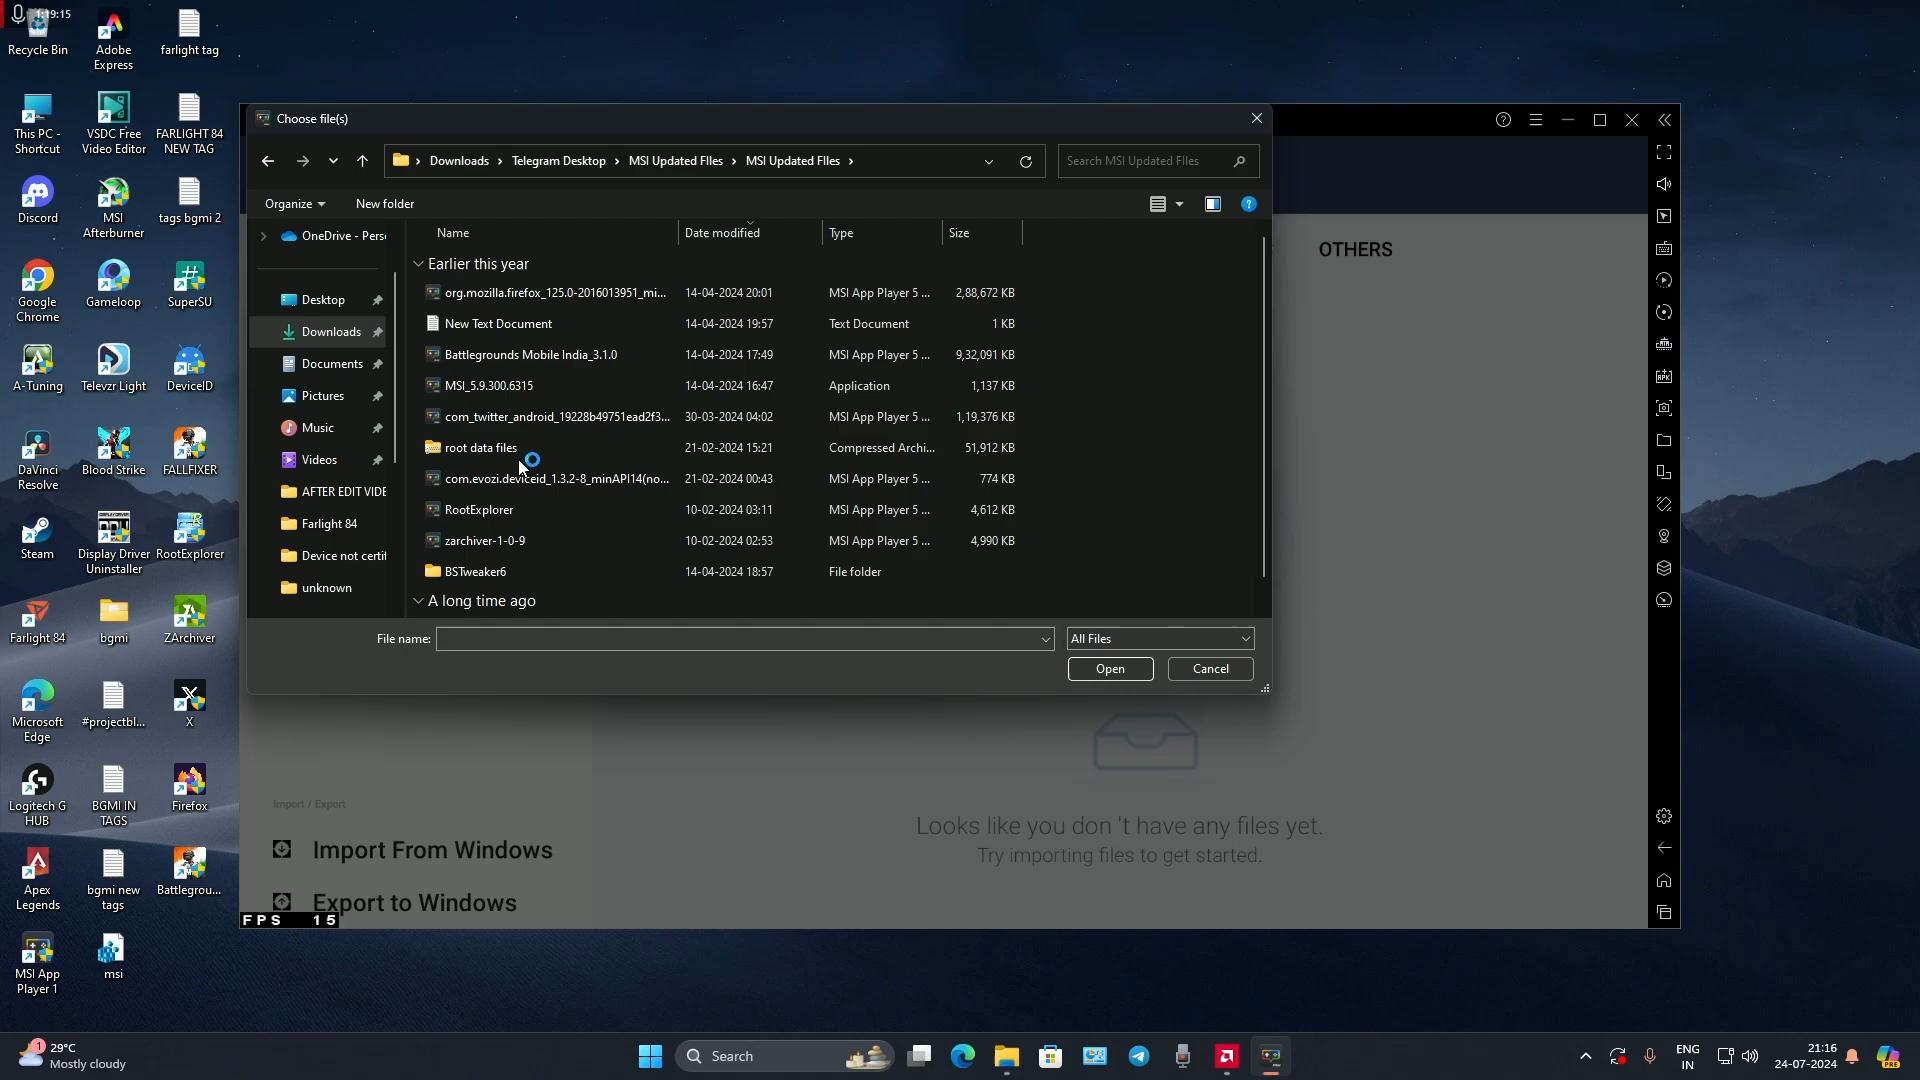 1:19:15
Recycle Bin
Adobe
Express
farlight tag
This PC -
Shortcut
VSDC Free
Video Editor
FARLIGHT 84
NEW TAG
Discord
MSI
Afterburner
tags bgmi 2
Google
Chrome
Gameloop
SuperSU
A-Tuning
Televzr Light
DeviceID
DaVinci
Resolve
Blood Strike
FALLFIXER
Steam
Display Driver
Uninstaller
RootExplorer
Farlight 84
bgmi
ZArchiver
Microsoft
Edge
#projectbl...
X
Logitech G
HUB
BGMI IN
TAGS
Firefox
Apex
Legends
bgmi new
tags
Battlegrou...
MSI App
Player 1
msi
Choose file(s)
Downloads
Telegram Desktop
MSI Updated FIles
MSI Updated FIles
Search MSI Updated FIles
Organize
New folder
OneDrive - Pers
Desktop
Downloads
Documents
Pictures
Music
Videos
AFTER EDIT VIDE
Farlight 84
Device not certif
unknown
Name Date modified Type Size
Earlier this year
org.mozilla.firefox_125.0-2016013951_mi... 14-04-2024 20:01 MSI App Player 5 ... 2,88,672 KB
New Text Document 14-04-2024 19:57 Text Document 1 KB
Battlegrounds Mobile India_3.1.0 14-04-2024 17:49 MSI App Player 5 ... 9,32,091 KB
MSI_5.9.300.6315 14-04-2024 16:47 Application 1,137 KB
com_twitter_android_19228b49751ead2f3... 30-03-2024 04:02 MSI App Player 5 ... 1,19,376 KB
root data files 21-02-2024 15:21 Compressed Archi... 51,912 KB
com.evozi.deviceid_1.3.2-8_minAPI14(no... 21-02-2024 00:43 MSI App Player 5 ... 774 KB
RootExplorer 10-02-2024 03:11 MSI App Player 5 ... 4,612 KB
zarchiver-1-0-9 10-02-2024 02:53 MSI App Player 5 ... 4,990 KB
BSTweaker6 14-04-2024 18:57 File folder
A long time ago
File name:
All Files
Open
Cancel
OTHERS
Import / Export
Import From Windows
Export to Windows
FPS 15
Looks like you don 't have any files yet.
Try importing files to get started.
1
29°C
Mostly cloudy
Search
ENG
IN
21:16
24-07-2024
PRE